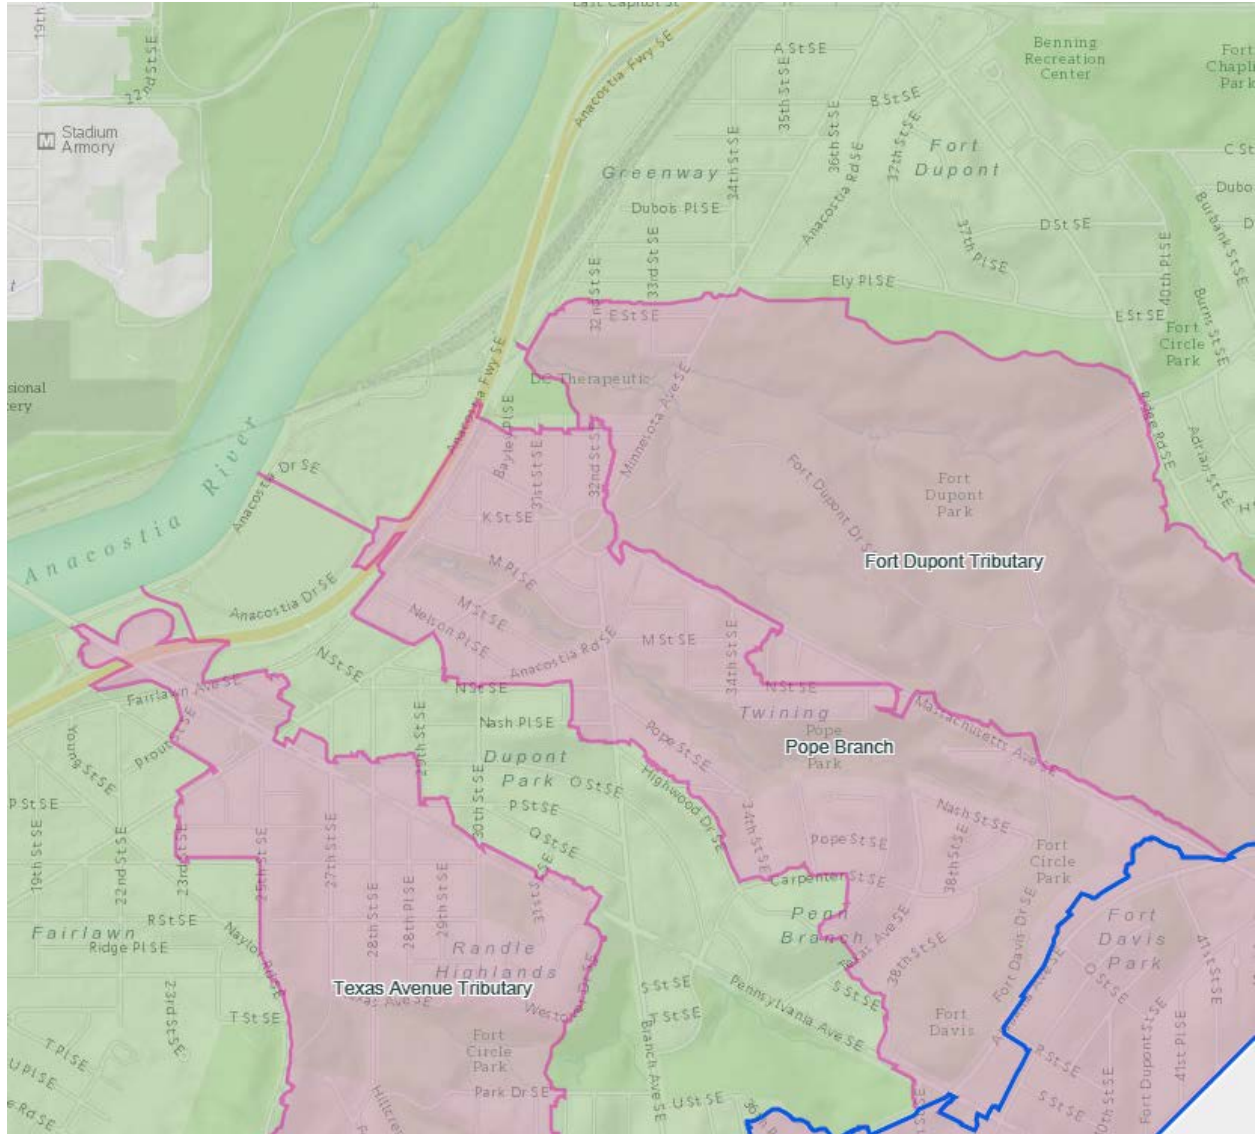 East Capitol St
19th St
22nd St SE
Anacostia Fwy SE
A St SE
35th St SE
Benning
Recreation
Center
Fort
B St SE
M
Stadium
Armory
34th St SE
36th St SE
37th St SE
Fort
Dupont
C St
Greenway
Anacostia Rd SE
Dubois Pl SE
D St SE
37th Pl SE
40th Pl SE
Burbank St SE
33rd St SE
32nd St SE
Ely Pl SE
E St SE
E St SE
Burns St SE
Fort
Circle
Park
Anacostia Fwy SE
DC Therapeutic
Minnesota Ave SE
Ridge Rd SE
Adrian St SE
Bayley Pl SE
31st St SE
32nd St SE
Anacostia Fwy SE
Anacostia River
Anacostia Dr SE
Fort Dupont Dr SE
Fort
Dupont
Park
K St SE
Anacostia
Fort Dupont Tributary
M Pl SE
Anacostia Dr SE
M St SE
Nelson Pl SE
Anacostia Rd SE
M St SE
34th St SE
N St SE
Fairlawn Ave SE
N St SE
N St SE
Massachusetts Ave SE
29th St SE
Nash Pl SE
Twining
Pope
Park
Pope Branch
Pope St SE
Young St SE
Prout St SE
Dupont
Park
O St SE
Highwood Dr SE
30th St SE
P St SE
P St SE
Q St SE
34th St SE
Pope St SE
Nash St SE
38th St SE
Fort
Circle
Park
19th St SE
22nd St SE
23rd St SE
25th St SE
27th St SE
28th St SE
28th Pl SE
29th St SE
Carpenter St SE
Penn
Branch
38th St SE
Fort Davis Dr SE
Fort
Davis
Park
41st St SE
O St SE
R St SE
Fairlawn
Ridge Pl SE
Naylor Rd SE
Randle
Highlands
Texas Avenue Tributary
S St SE
S St SE
Pennsylvania Ave SE
23rd St SE
T St SE
T St SE
Branch Ave SE
Fort
Davis
T Pl SE
U Pl SE
Fort
Circle
Park
Park Dr SE
U St SE
R St SE
S St SE
Fort Dupont St SE
41st Pl SE